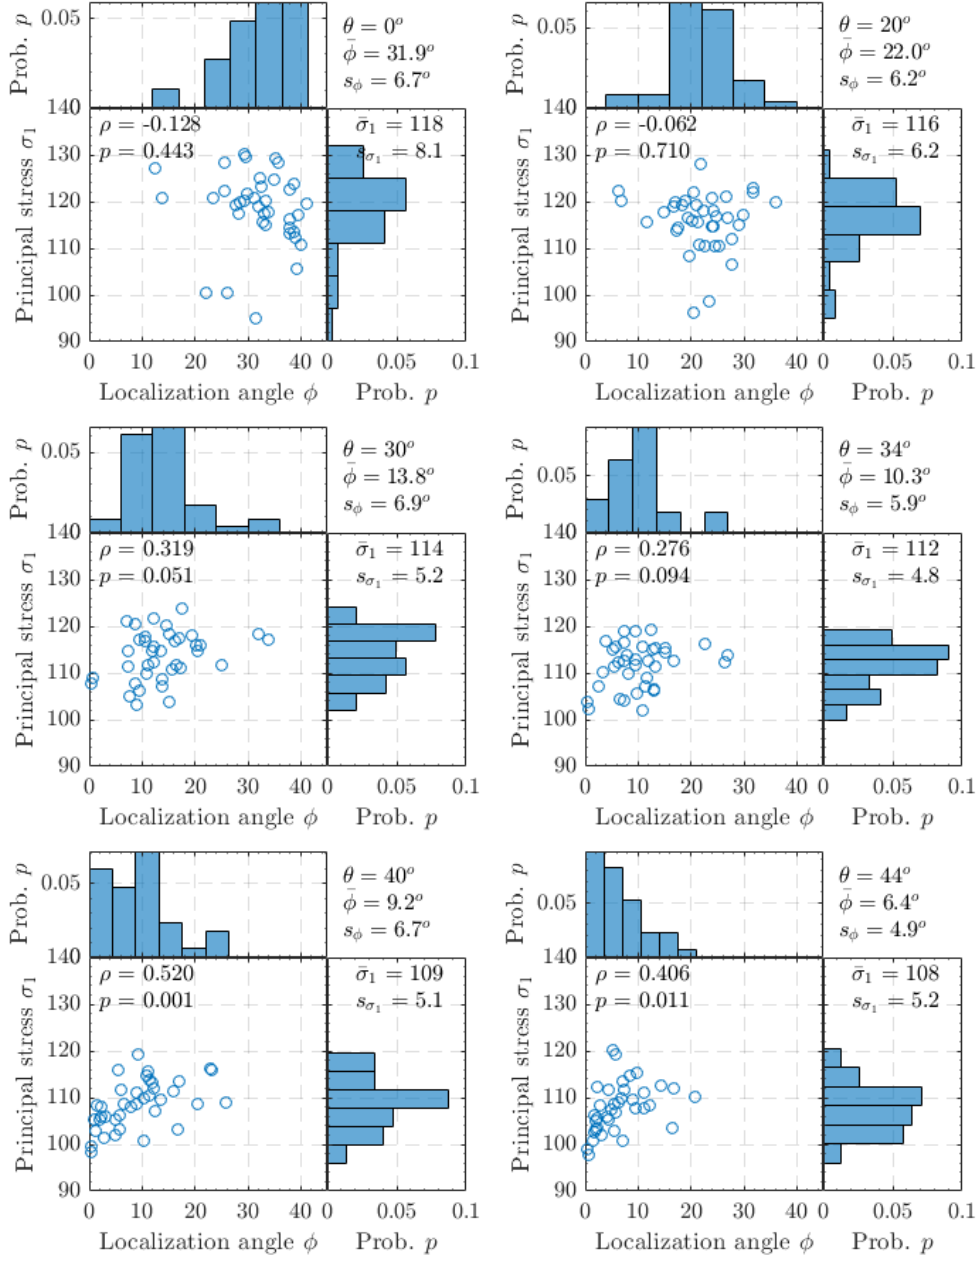 Prob. p
0.05
θ = 0°
ϕ̄ = 31.9°
s_ϕ = 6.7°
Principal stress σ₁
140
130
120
110
100
90
ρ = -0.128
p = 0.443
σ̄₁ = 118
s_σ₁ = 8.1
0 10 20 30 40
0 0.05 0.1
Localization angle ϕ
Prob. p
Prob. p
0.05
θ = 20°
ϕ̄ = 22.0°
s_ϕ = 6.2°
Principal stress σ₁
140
130
120
110
100
90
ρ = -0.062
p = 0.710
σ̄₁ = 116
s_σ₁ = 6.2
0 10 20 30 40
0 0.05 0.1
Localization angle ϕ
Prob. p
Prob. p
0.05
θ = 30°
ϕ̄ = 13.8°
s_ϕ = 6.9°
Principal stress σ₁
140
130
120
110
100
90
ρ = 0.319
p = 0.051
σ̄₁ = 114
s_σ₁ = 5.2
0 10 20 30 40
0 0.05 0.1
Localization angle ϕ
Prob. p
Prob. p
0.05
θ = 34°
ϕ̄ = 10.3°
s_ϕ = 5.9°
Principal stress σ₁
140
130
120
110
100
90
ρ = 0.276
p = 0.094
σ̄₁ = 112
s_σ₁ = 4.8
0 10 20 30 40
0 0.05 0.1
Localization angle ϕ
Prob. p
Prob. p
0.05
θ = 40°
ϕ̄ = 9.2°
s_ϕ = 6.7°
Principal stress σ₁
140
130
120
110
100
90
ρ = 0.520
p = 0.001
σ̄₁ = 109
s_σ₁ = 5.1
0 10 20 30 40
0 0.05 0.1
Localization angle ϕ
Prob. p
Prob. p
0.05
θ = 44°
ϕ̄ = 6.4°
s_ϕ = 4.9°
Principal stress σ₁
140
130
120
110
100
90
ρ = 0.406
p = 0.011
σ̄₁ = 108
s_σ₁ = 5.2
0 10 20 30 40
0 0.05 0.1
Localization angle ϕ
Prob. p